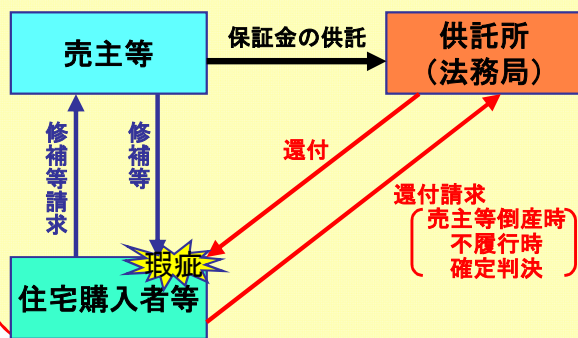 売主等
保証金の供託
供託所
（法務局）
修補等請求
修補等
還付
還付請求
売主等倒産時
不履行時
確定判決
瑕疵
住宅購入者等